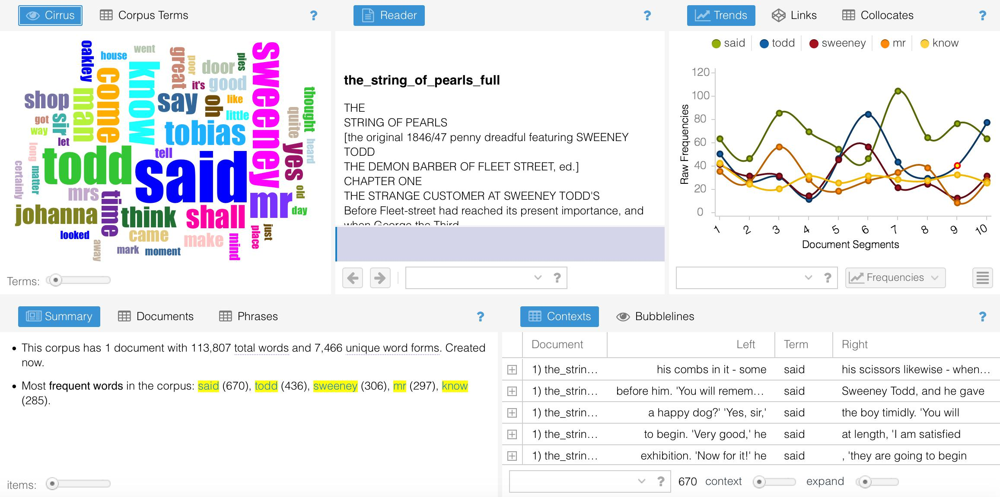 Cirrus
Corpus Terms
?
Reader
?
Trends
Links
Collocates
?
oakley
house
went
great
poor
door
pies
sweeney
come
know
it's
good
shop
man
say
oh
like
thought
got
sir
little
quite
way
let
tobias
heard
long
todd
tell
said
yes
certainly
matter
mrs
time
mr
old
day
johanna
think
shall
looked
came
make
place
just
away
mark
moment
mind
Terms:
the_string_of_pearls_full
THE
STRING OF PEARLS
[the original 1846/47 penny dreadful featuring SWEENEY
TODD
THE DEMON BARBER OF FLEET STREET, ed.]
CHAPTER ONE
THE STRANGE CUSTOMER AT SWEENEY TODD'S
Before Fleet-street had reached its present importance, and
when George the Third
?
said todd sweeney mr know
Raw Frequencies
120
100
80
60
40
20
0
1 2 3 4 5 6 7 8 9 10
Document Segments
?
Frequencies
Summary
Documents
Phrases
?
This corpus has 1 document with 113,807 total words and 7,466 unique word forms. Created
now.
Most frequent words in the corpus: said (670), todd (436), sweeney (306), mr (297), know
(285).
items:
Contexts
Bubblelines
?
Document Left Term Right
1) the_strin... his combs in it - some said his scissors likewise - when...
1) the_strin... before him. 'You will remem... said Sweeney Todd, and he gave
1) the_strin... a happy dog?' 'Yes, sir,' said the boy timidly. 'You will
1) the_strin... to begin. 'Very good,' he said at length, 'I am satisfied
1) the_strin... exhibition. 'Now for it!' he said , 'they are going to begin
? 670 context expand